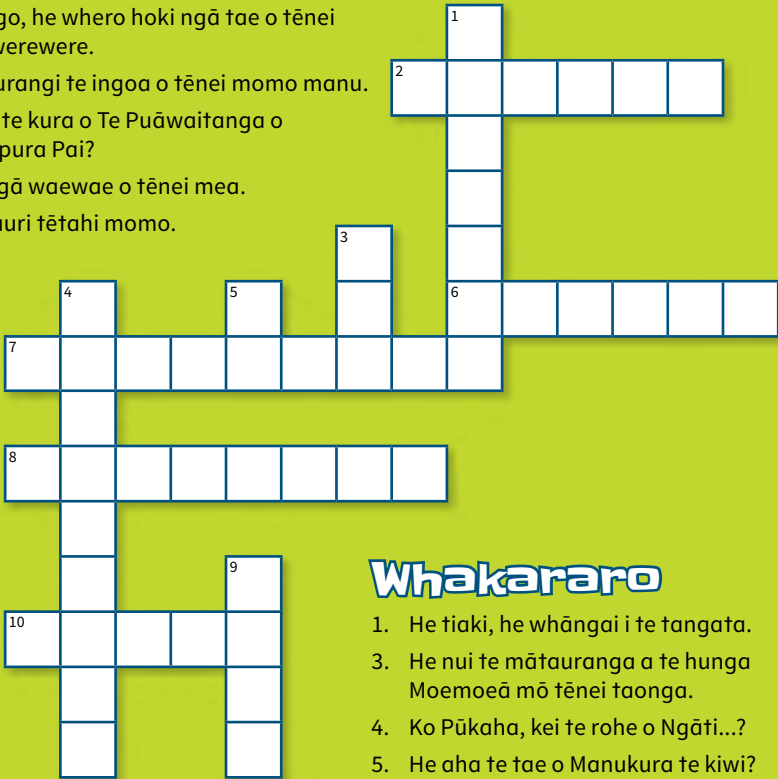 go, he whero hoki ngā tae o tēnei
werewere.
urangi te ingoa o tēnei momo manu.
te kura o Te Puāwaitanga o
pura Pai?
gā waewae o tēnei mea.
uri tētahi momo.
1
2
3
4
5
6
7
8
9
10
Whakararo
1. He tiaki, he whāngai i te tangata.
3. He nui te mātauranga a te hunga
Moemoeā mō tēnei taonga.
4. Ko Pūkaha, kei te rohe o Ngāti...?
5. He aha te tae o Manukura te kiwi?